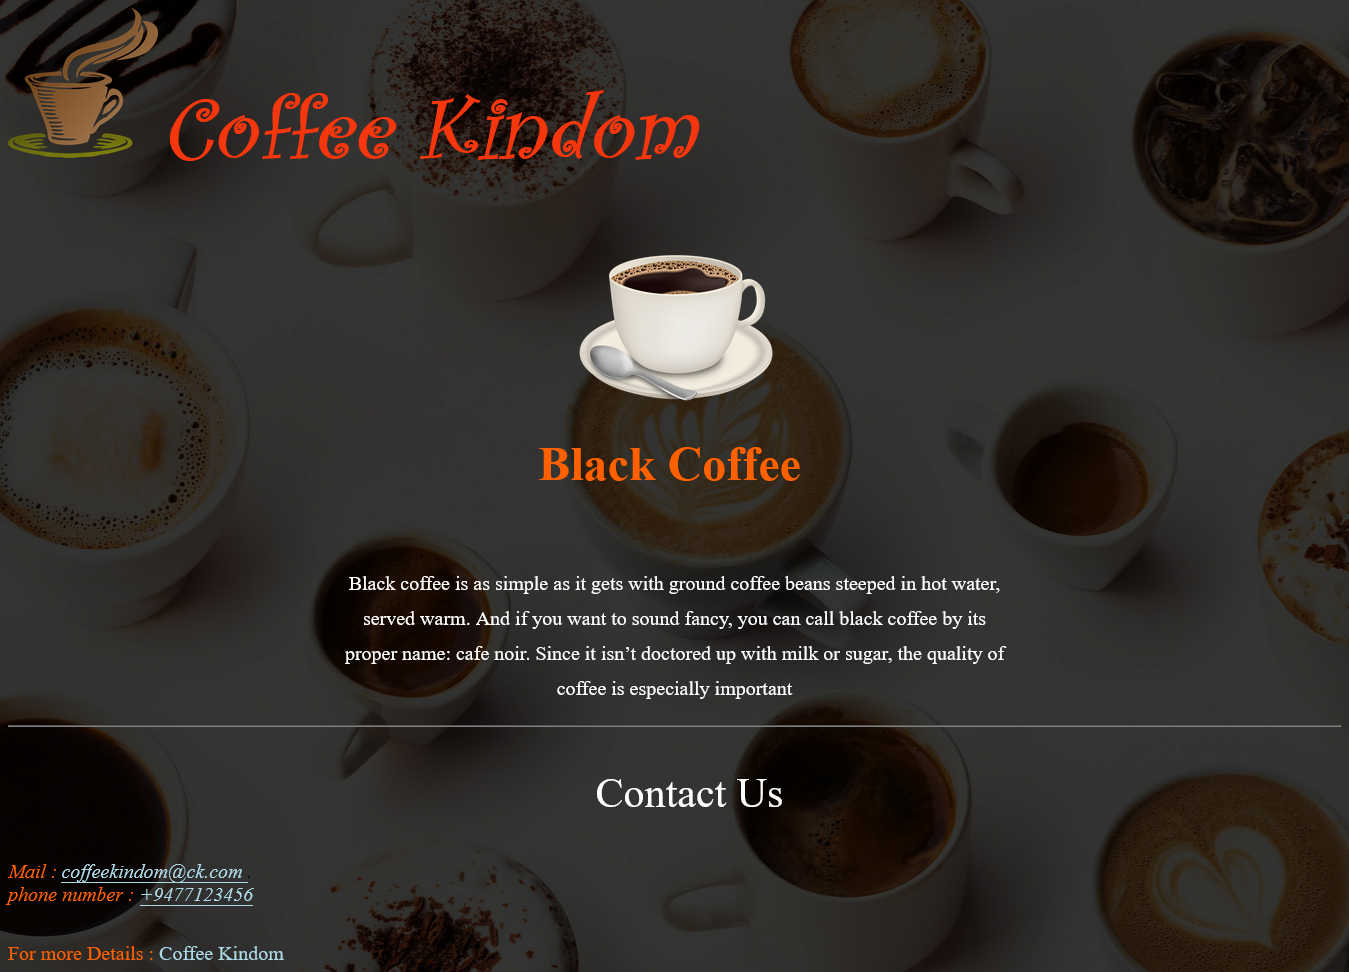 Coffee Kindom
Black Coffee
Black coffee is as simple as it gets with ground coffee beans steeped in hot water,
served warm. And if you want to sound fancy, you can call black coffee by its
proper name: cafe noir. Since it isn’t doctored up with milk or sugar, the quality of
coffee is especially important
Contact Us
Mail : coffeekindom@ck.com .
phone number : +9477123456
For more Details : Coffee Kindom